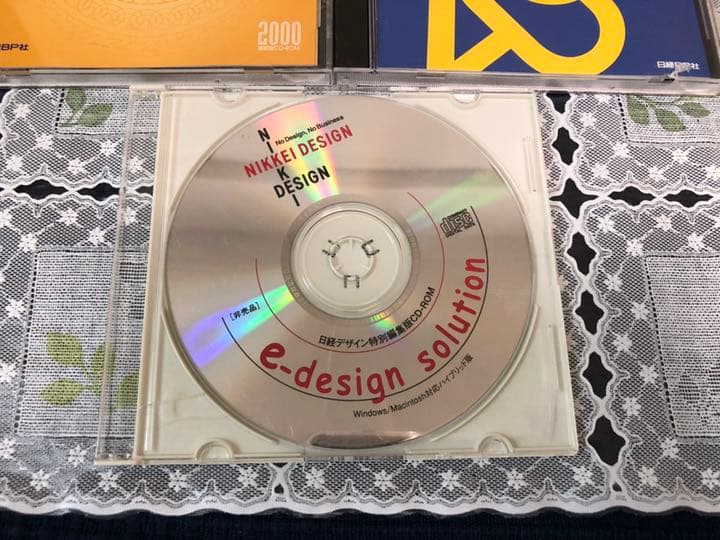 BP社
2000
日経BP社
No Design, No Business
NIKKEI DESIGN
NIKKEI
DESIGN
[非売品]
日経デザイン特別編集版CD-ROM
e-design solution
Windows/Macintosh対応ハイブリッド版
disc